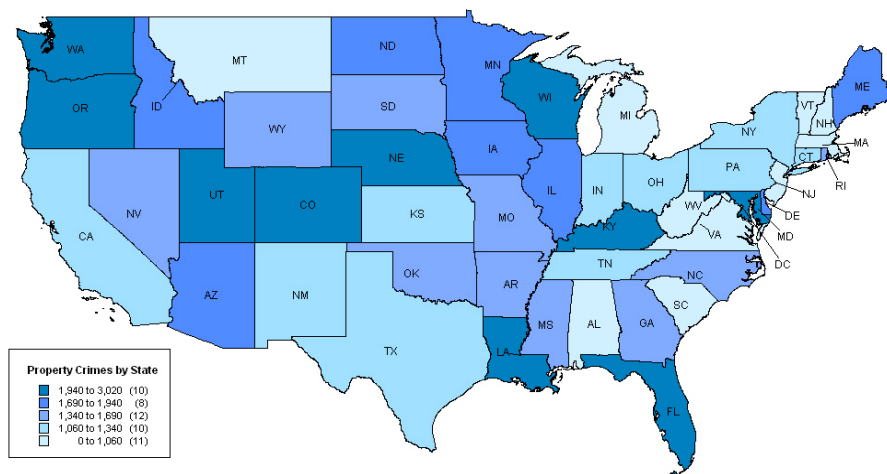 WA
MT
ND
MN
ME
OR
ID
SD
WI
VT
NH
WY
MI
NY
MA
CT
RI
NE
IA
PA
NV
UT
CO
IL
IN
OH
NJ
CA
KS
MO
WV
DE
KY
VA
MD
DC
AZ
NM
OK
AR
TN
NC
SC
MS
AL
GA
TX
LA
FL
Property Crimes by State
1,940 to 3,020 (10)
1,690 to 1,940 (8)
1,340 to 1,690 (12)
1,060 to 1,340 (10)
0 to 1,060 (11)